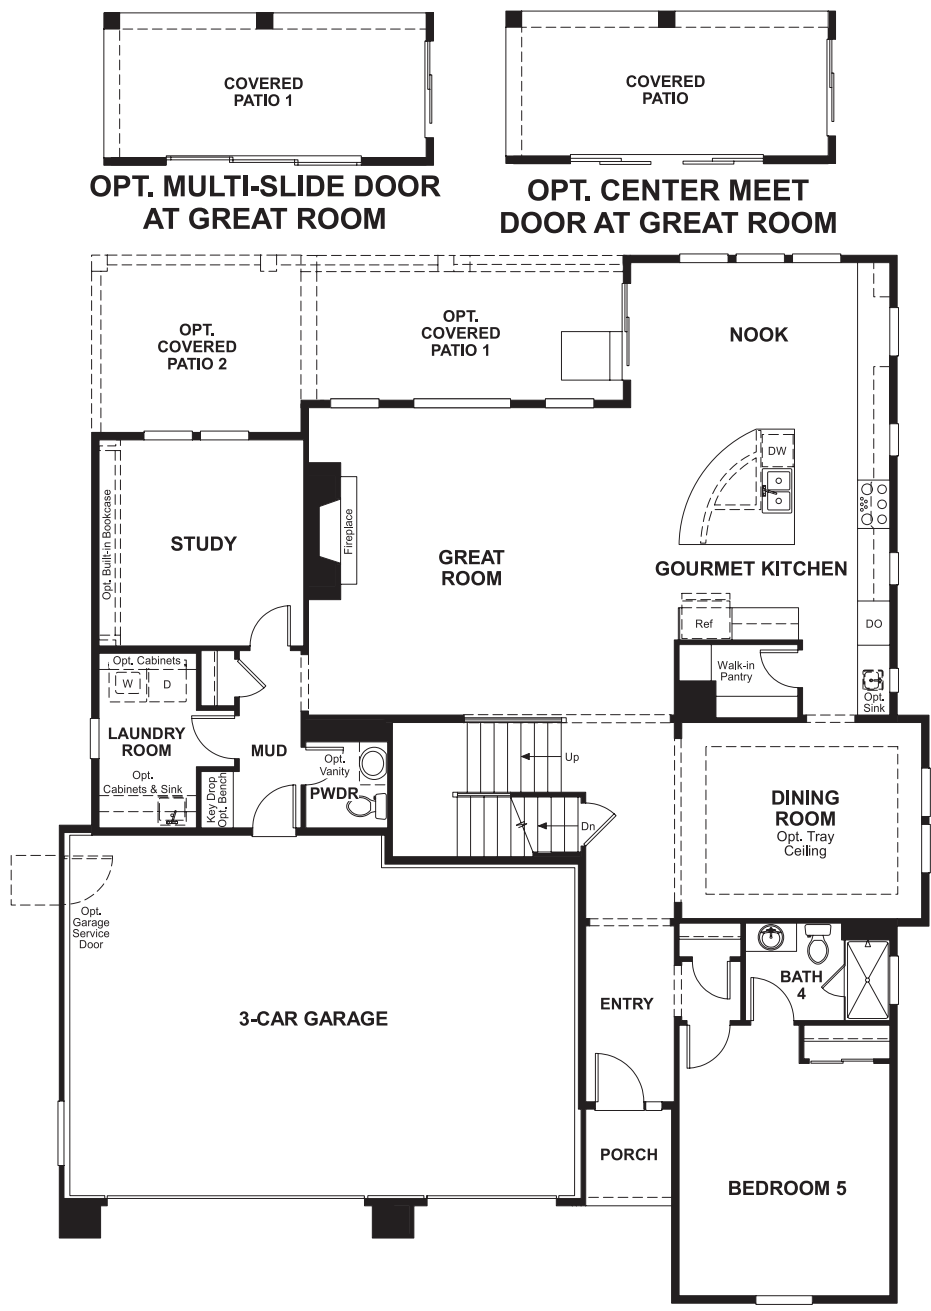 COVERED
PATIO 1
COVERED
PATIO
OPT. MULTI-SLIDE DOOR
AT GREAT ROOM
OPT. CENTER MEET
DOOR AT GREAT ROOM
OPT.
COVERED
PATIO 2
OPT.
COVERED
PATIO 1
NOOK
DW
Opt. Built-in Bookcase
STUDY
Fireplace
GREAT
ROOM
GOURMET KITCHEN
Ref
DO
Walk-in
Pantry
Opt.
Sink
Opt. Cabinets
W
D
LAUNDRY
ROOM
MUD
Opt.
Cabinets & Sink
Key Drop
Opt. Bench
Opt.
Vanity
PWDR
Up
Dn
DINING
ROOM
Opt. Tray
Ceiling
Opt.
Garage
Service
Door
3-CAR GARAGE
ENTRY
BATH
4
PORCH
BEDROOM 5